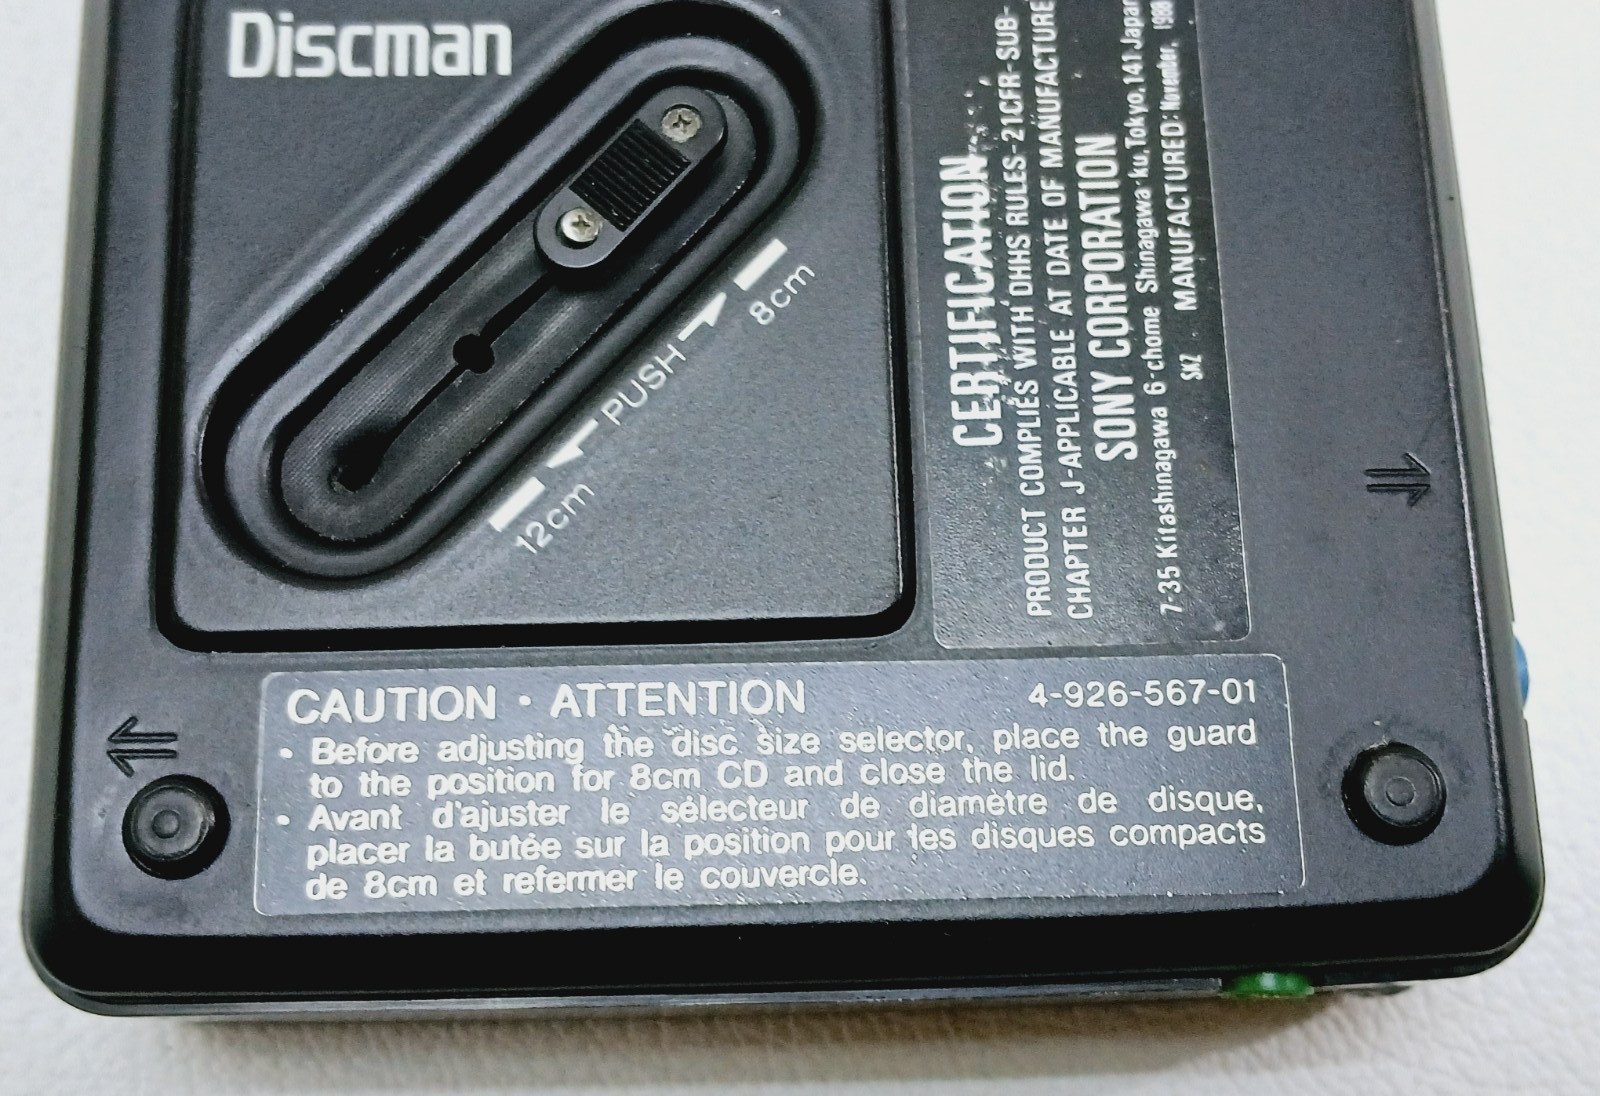 Discman
8cm
PUSH
12cm
CERTIFICATION
PRODUCT COMPLIES WITH DHHS RULES-21CFR-SUB-
CHAPTER J-APPLICABLE AT DATE OF MANUFACTURE
SONY CORPORATION
7-35 Kitashinagawa 6-chome Shinagawa-ku, Tokyo, 141 Japan
MANUFACTURED: November, 1988
CAUTION · ATTENTION 4-926-567-01
• Before adjusting the disc size selector, place the guard
to the position for 8cm CD and close the lid.
• Avant d'ajuster le sélecteur de diamètre de disque,
placer la butée sur la position pour les disques compacts
de 8cm et refermer le couvercle.